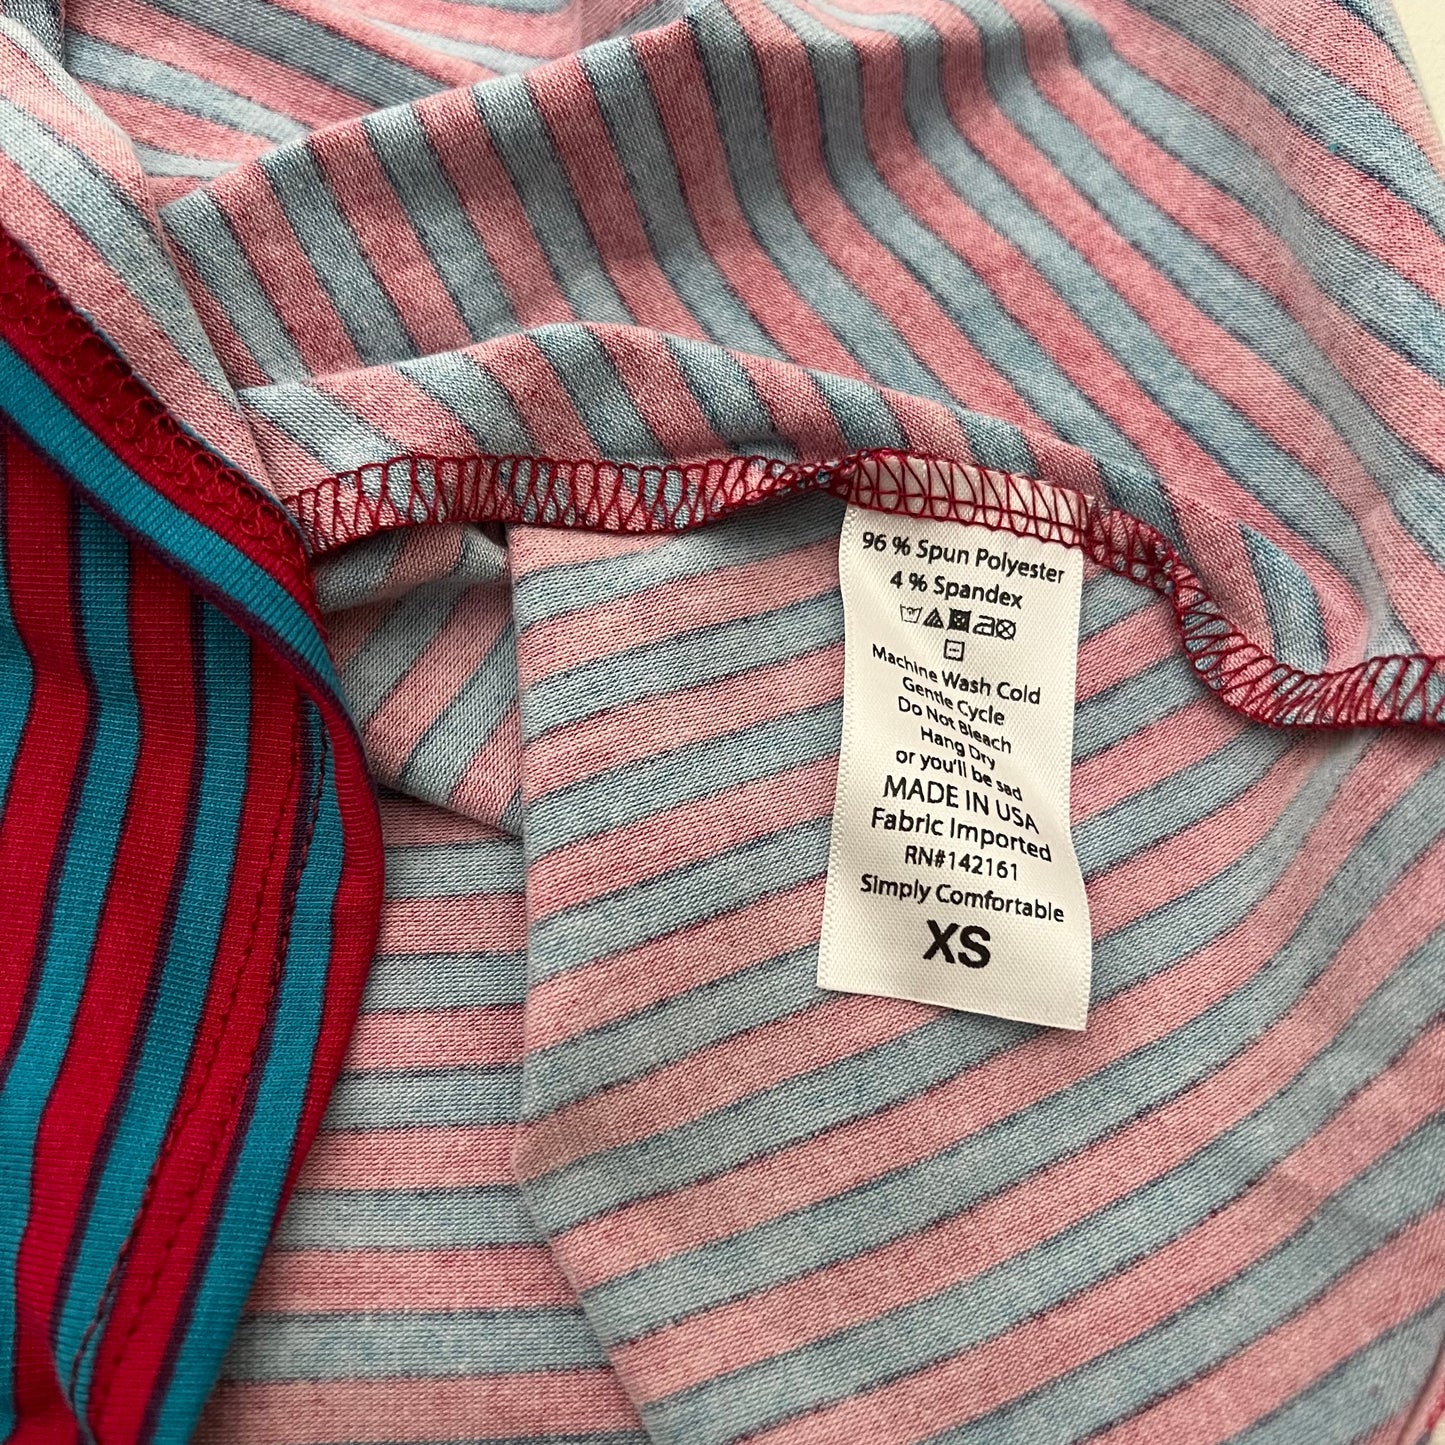 96 % Spun Polyester
4 % Spandex
Machine Wash Cold
Gentle Cycle
Do Not Bleach
Hang Dry
or you'll be sad
MADE IN USA
Fabric Imported
RN#142161
Simply Comfortable
XS